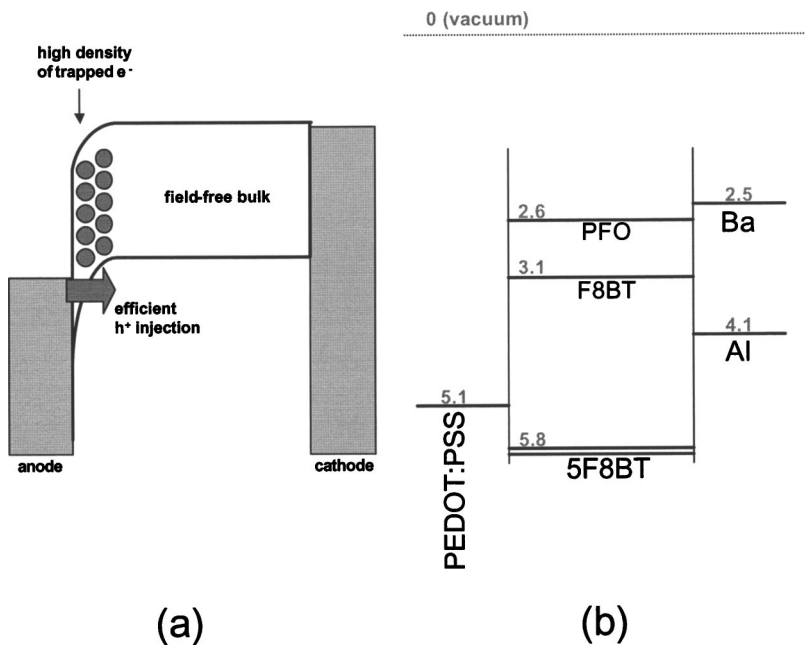 high density
of trapped e-
field-free bulk
efficient
h+ injection
anode
cathode
(a)
0 (vacuum)
2.5
Ba
2.6
PFO
3.1
F8BT
4.1
Al
5.1
PEDOT:PSS
5.8
5F8BT
(b)